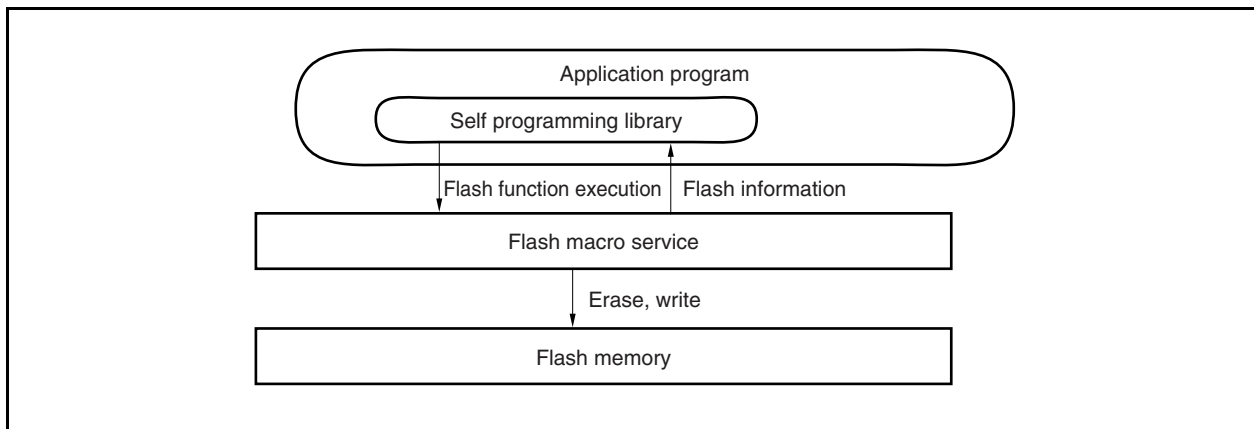 Application program
Self programming library
Flash function execution
Flash information
Flash macro service
Erase, write
Flash memory